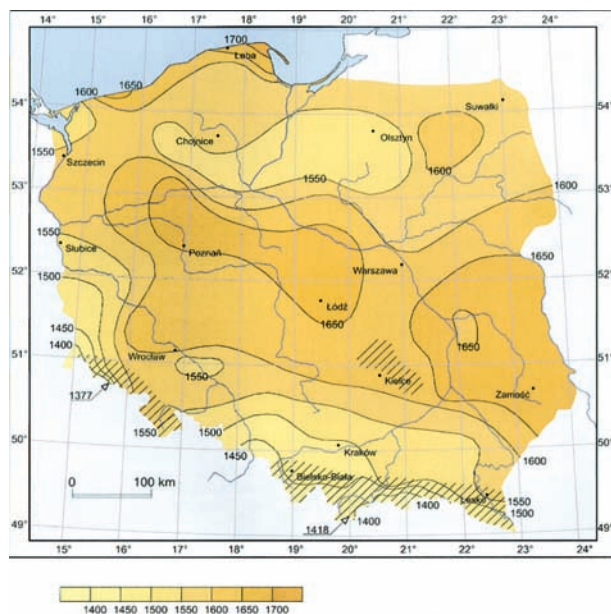 14° 15° 16° 17° 18° 19° 20° 21° 22° 23° 24°
1700
Łeba
1650
1600
54° 54°
Suwałki
Chojnice
Olsztyn
1550
Szczecin
1550
1600
53° 1600 53°
1550
Słubice
Poznań
1650
Warszawa
52° 52°
1500
Łódź
1650
1450
1400
1650
51° Wrocław 51°
1550
Kielce
1377
Zamość
1550
1500
50° Kraków 50°
1450
1600
Bielsko-Biała
0 100 km
Lesko
1550
1400
1500
49° 1418 1400 49°
15° 16° 17° 18° 19° 20° 21° 22° 23° 24°
1400 1450 1500 1550 1600 1650 1700